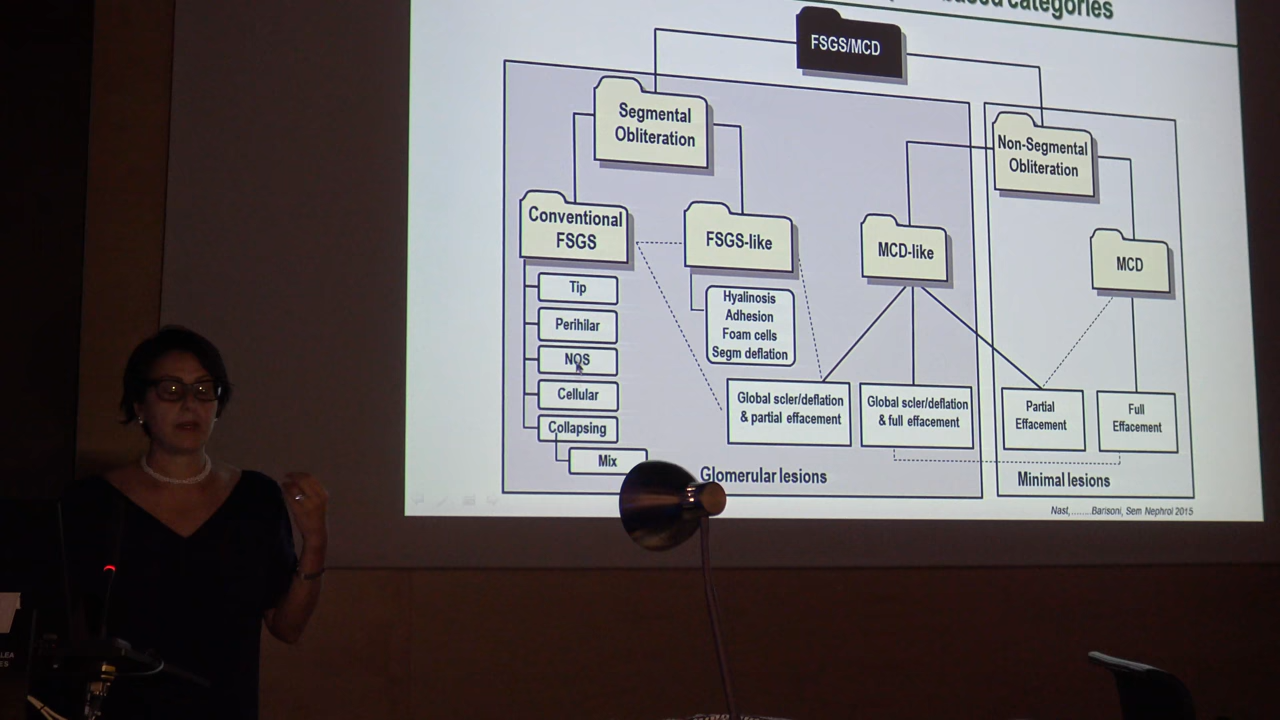 categories
FSGS/MCD
Segmental
Obliteration
Non-Segmental
Obliteration
Conventional
FSGS
FSGS-like
MCD-like
MCD
Tip
Perihilar
NOS
Cellular
Collapsing
Mix
Hyalinosis
Adhesion
Foam cells
Segm deflation
Global scler/deflation
& partial effacement
Global scler/deflation
& full effacement
Partial
Effacement
Full
Effacement
Glomerular lesions
Minimal lesions
Nast,.......Barisoni, Sem Nephrol 2015